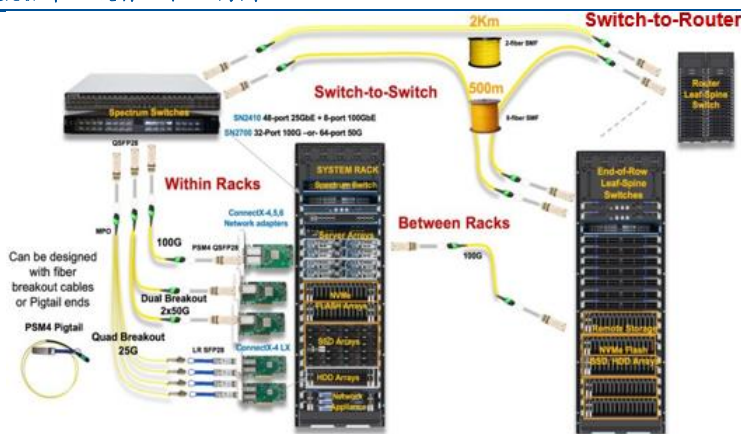 Switch-to-Router
2Km
2-fiber SMF
Router
Leaf-Spine
Switch
Switch-to-Switch
500m
8-fiber SMF
Spectrum Switches
SN2410 48-port 25GbE + 8-port 100GbE
SN2700 32-Port 100G –or- 64-port 50G
QSFP28
SYSTEM RACK
Spectrum Switch
End-of-Row
Leaf-Spine
Switches
Within Racks
ConnectX-4,5,6
Network adapters
Between Racks
Server Arrays
MPO
100G
PSM4 QSFP28
100G
Can be designed
with fiber
breakout cables
or Pigtail ends
Dual Breakout
2x50G
NVMe
FLASH Arrays
Remote Storage
PSM4 Pigtail
Quad Breakout
25G
SSD Arrays
NVMe Flash
SSD, HDD Arrays
LR SFP28
ConnectX-4 LX
HDD Arrays
Network
Appliance